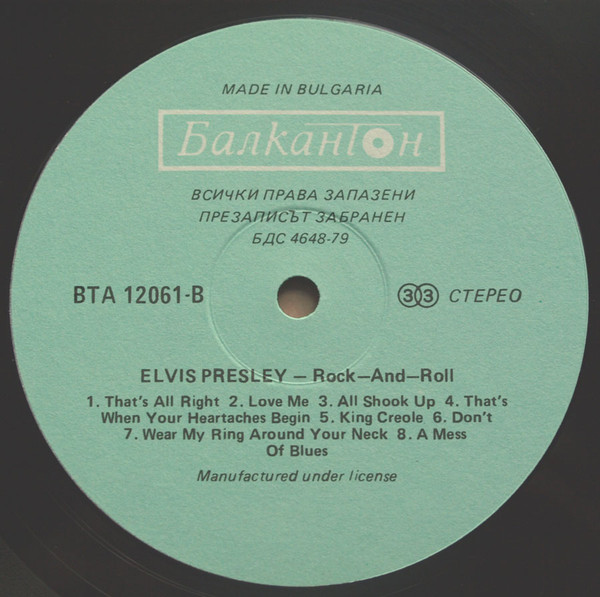 MADE IN BULGARIA
Балкантон
ВСИЧКИ ПРАВА ЗАПАЗЕНИ
ПРЕЗАПИСЪТ ЗАБРАНЕН
БДС 4648-79
ВТА 12061-В
33 СТЕРЕО
ELVIS PRESLEY — Rock—And—Roll
1. That's All Right 2. Love Me 3. All Shook Up 4. That's
When Your Heartaches Begin 5. King Creole 6. Don't
7. Wear My Ring Around Your Neck 8. A Mess
Of Blues
Manufactured under license